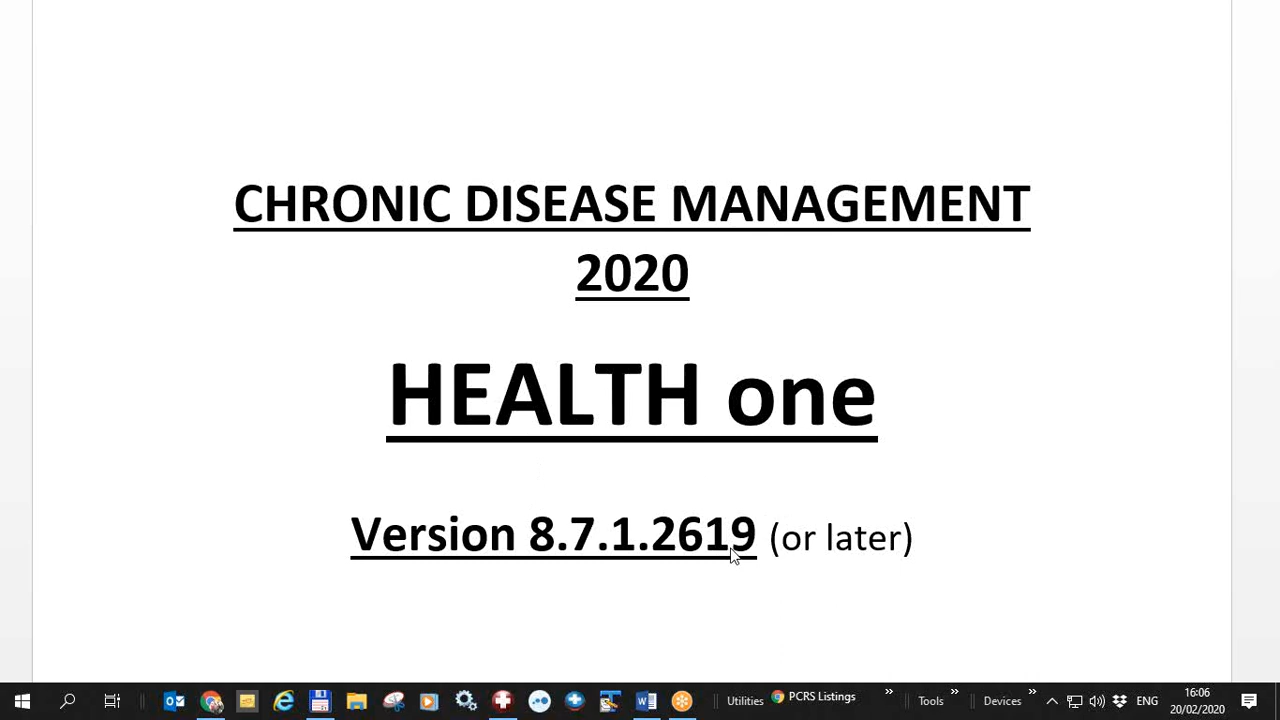 CHRONIC DISEASE MANAGEMENT
2020
HEALTH one
Version 8.7.1.2619 (or later)
Utilities PCRS Listings » Tools » Devices » ENG 16:06
20/02/2020